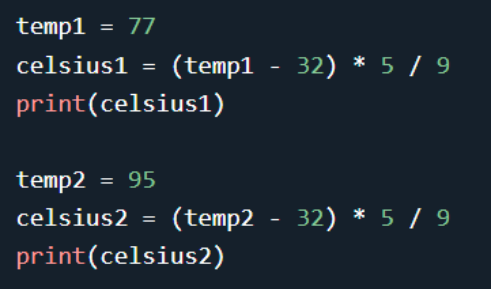 temp1 = 77
celsius1 = (temp1 - 32) * 5 / 9
print(celsius1)
temp2 = 95
celsius2 = (temp2 - 32) * 5 / 9
print(celsius2)